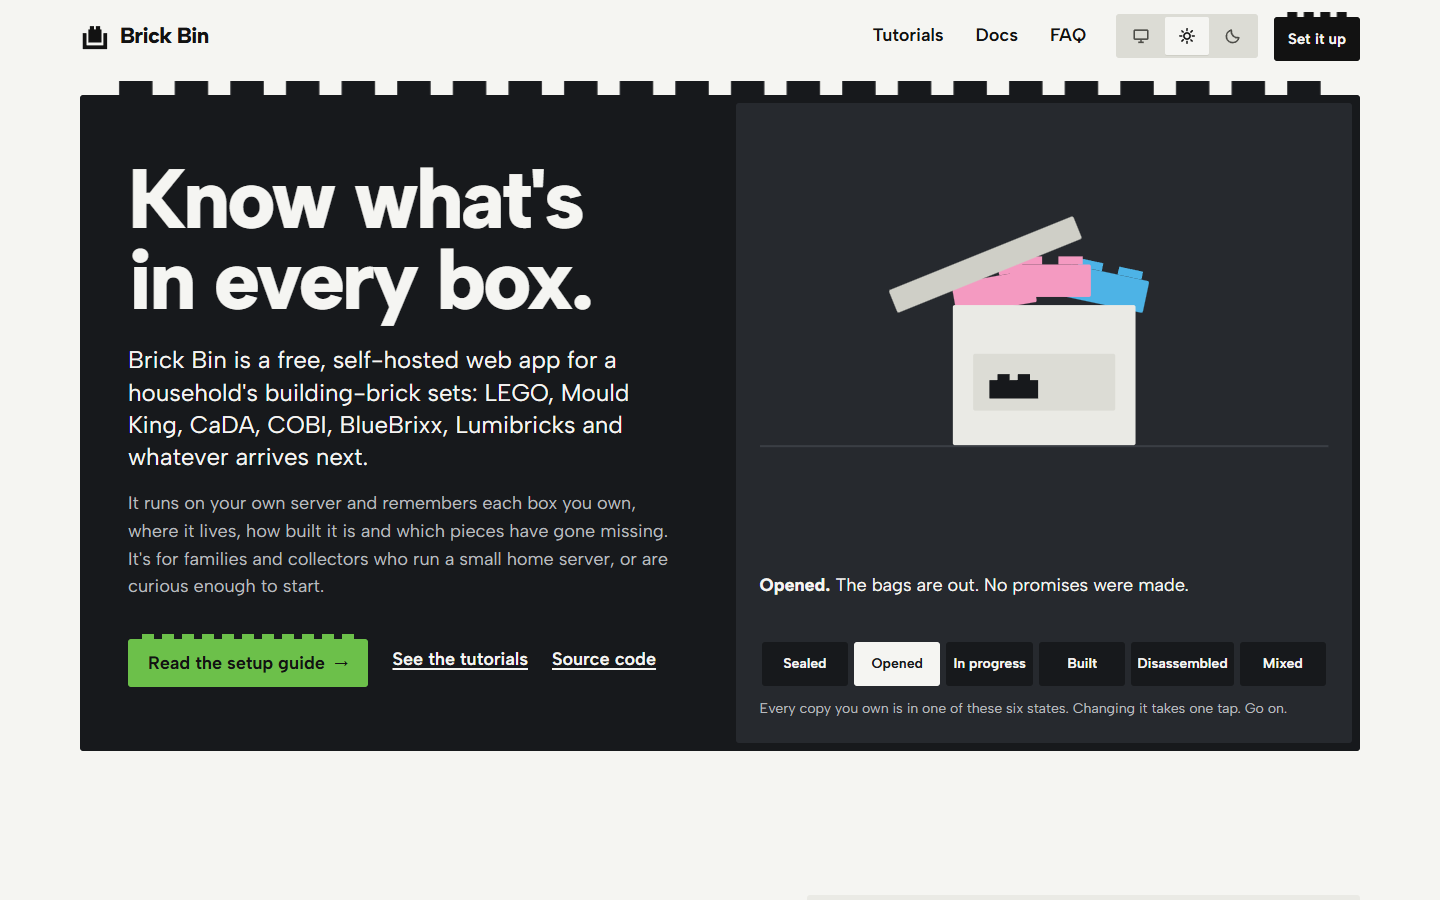 Brick Bin
Tutorials
Docs
FAQ
Set it up
Know what's
in every box.
Brick Bin is a free, self-hosted web app for a
household's building-brick sets: LEGO, Mould
King, CaDA, COBI, BlueBrixx, Lumibricks and
whatever arrives next.
It runs on your own server and remembers each box you own,
where it lives, how built it is and which pieces have gone missing.
It's for families and collectors who run a small home server, or are
curious enough to start.
Read the setup guide →
See the tutorials
Source code
Opened. The bags are out. No promises were made.
Sealed
Opened
In progress
Built
Disassembled
Mixed
Every copy you own is in one of these six states. Changing it takes one tap. Go on.